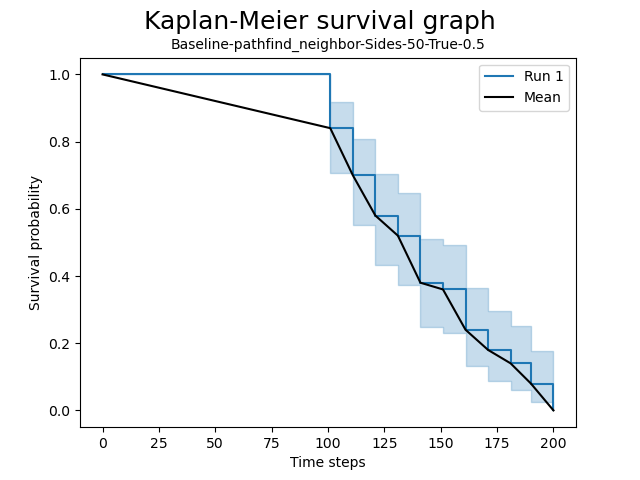 Kaplan-Meier survival graph
Baseline-pathfind_neighbor-Sides-50-True-0.5
Run 1
Mean
1.0
0.8
0.6
0.4
0.2
0.0
Survival probability
0 25 50 75 100 125 150 175 200
Time steps